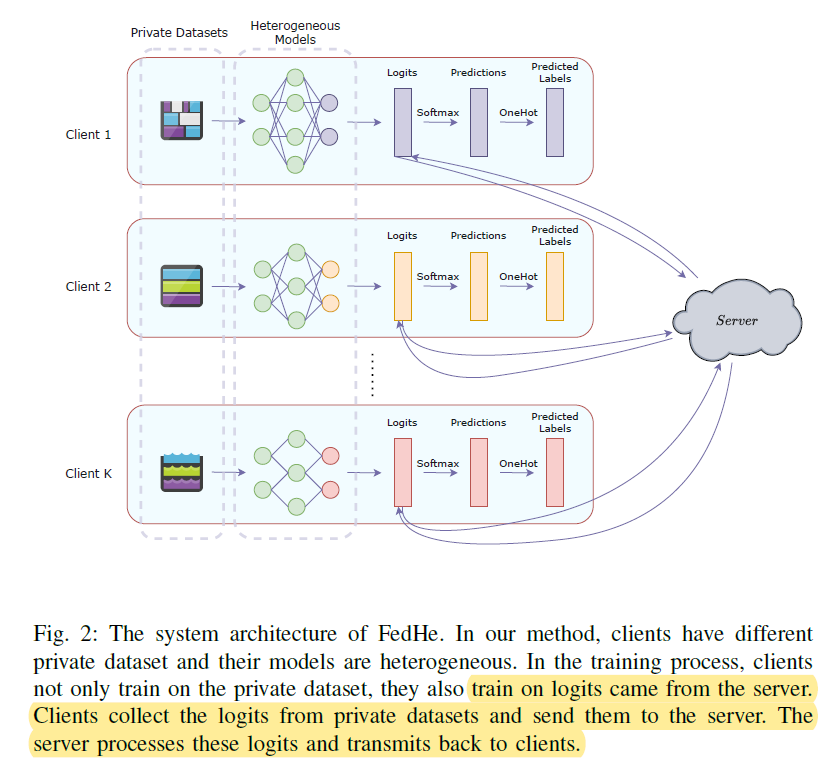 Private Datasets
Heterogeneous
Models
Client 1
Logits
Predictions
Predicted
Labels
Softmax
OneHot
Client 2
Logits
Predictions
Predicted
Labels
Softmax
OneHot
Server
Client K
Logits
Predictions
Predicted
Labels
Softmax
OneHot
Fig. 2: The system architecture of FedHe. In our method, clients have different
private dataset and their models are heterogeneous. In the training process, clients
not only train on the private dataset, they also train on logits came from the server.
Clients collect the logits from private datasets and send them to the server. The
server processes these logits and transmits back to clients.